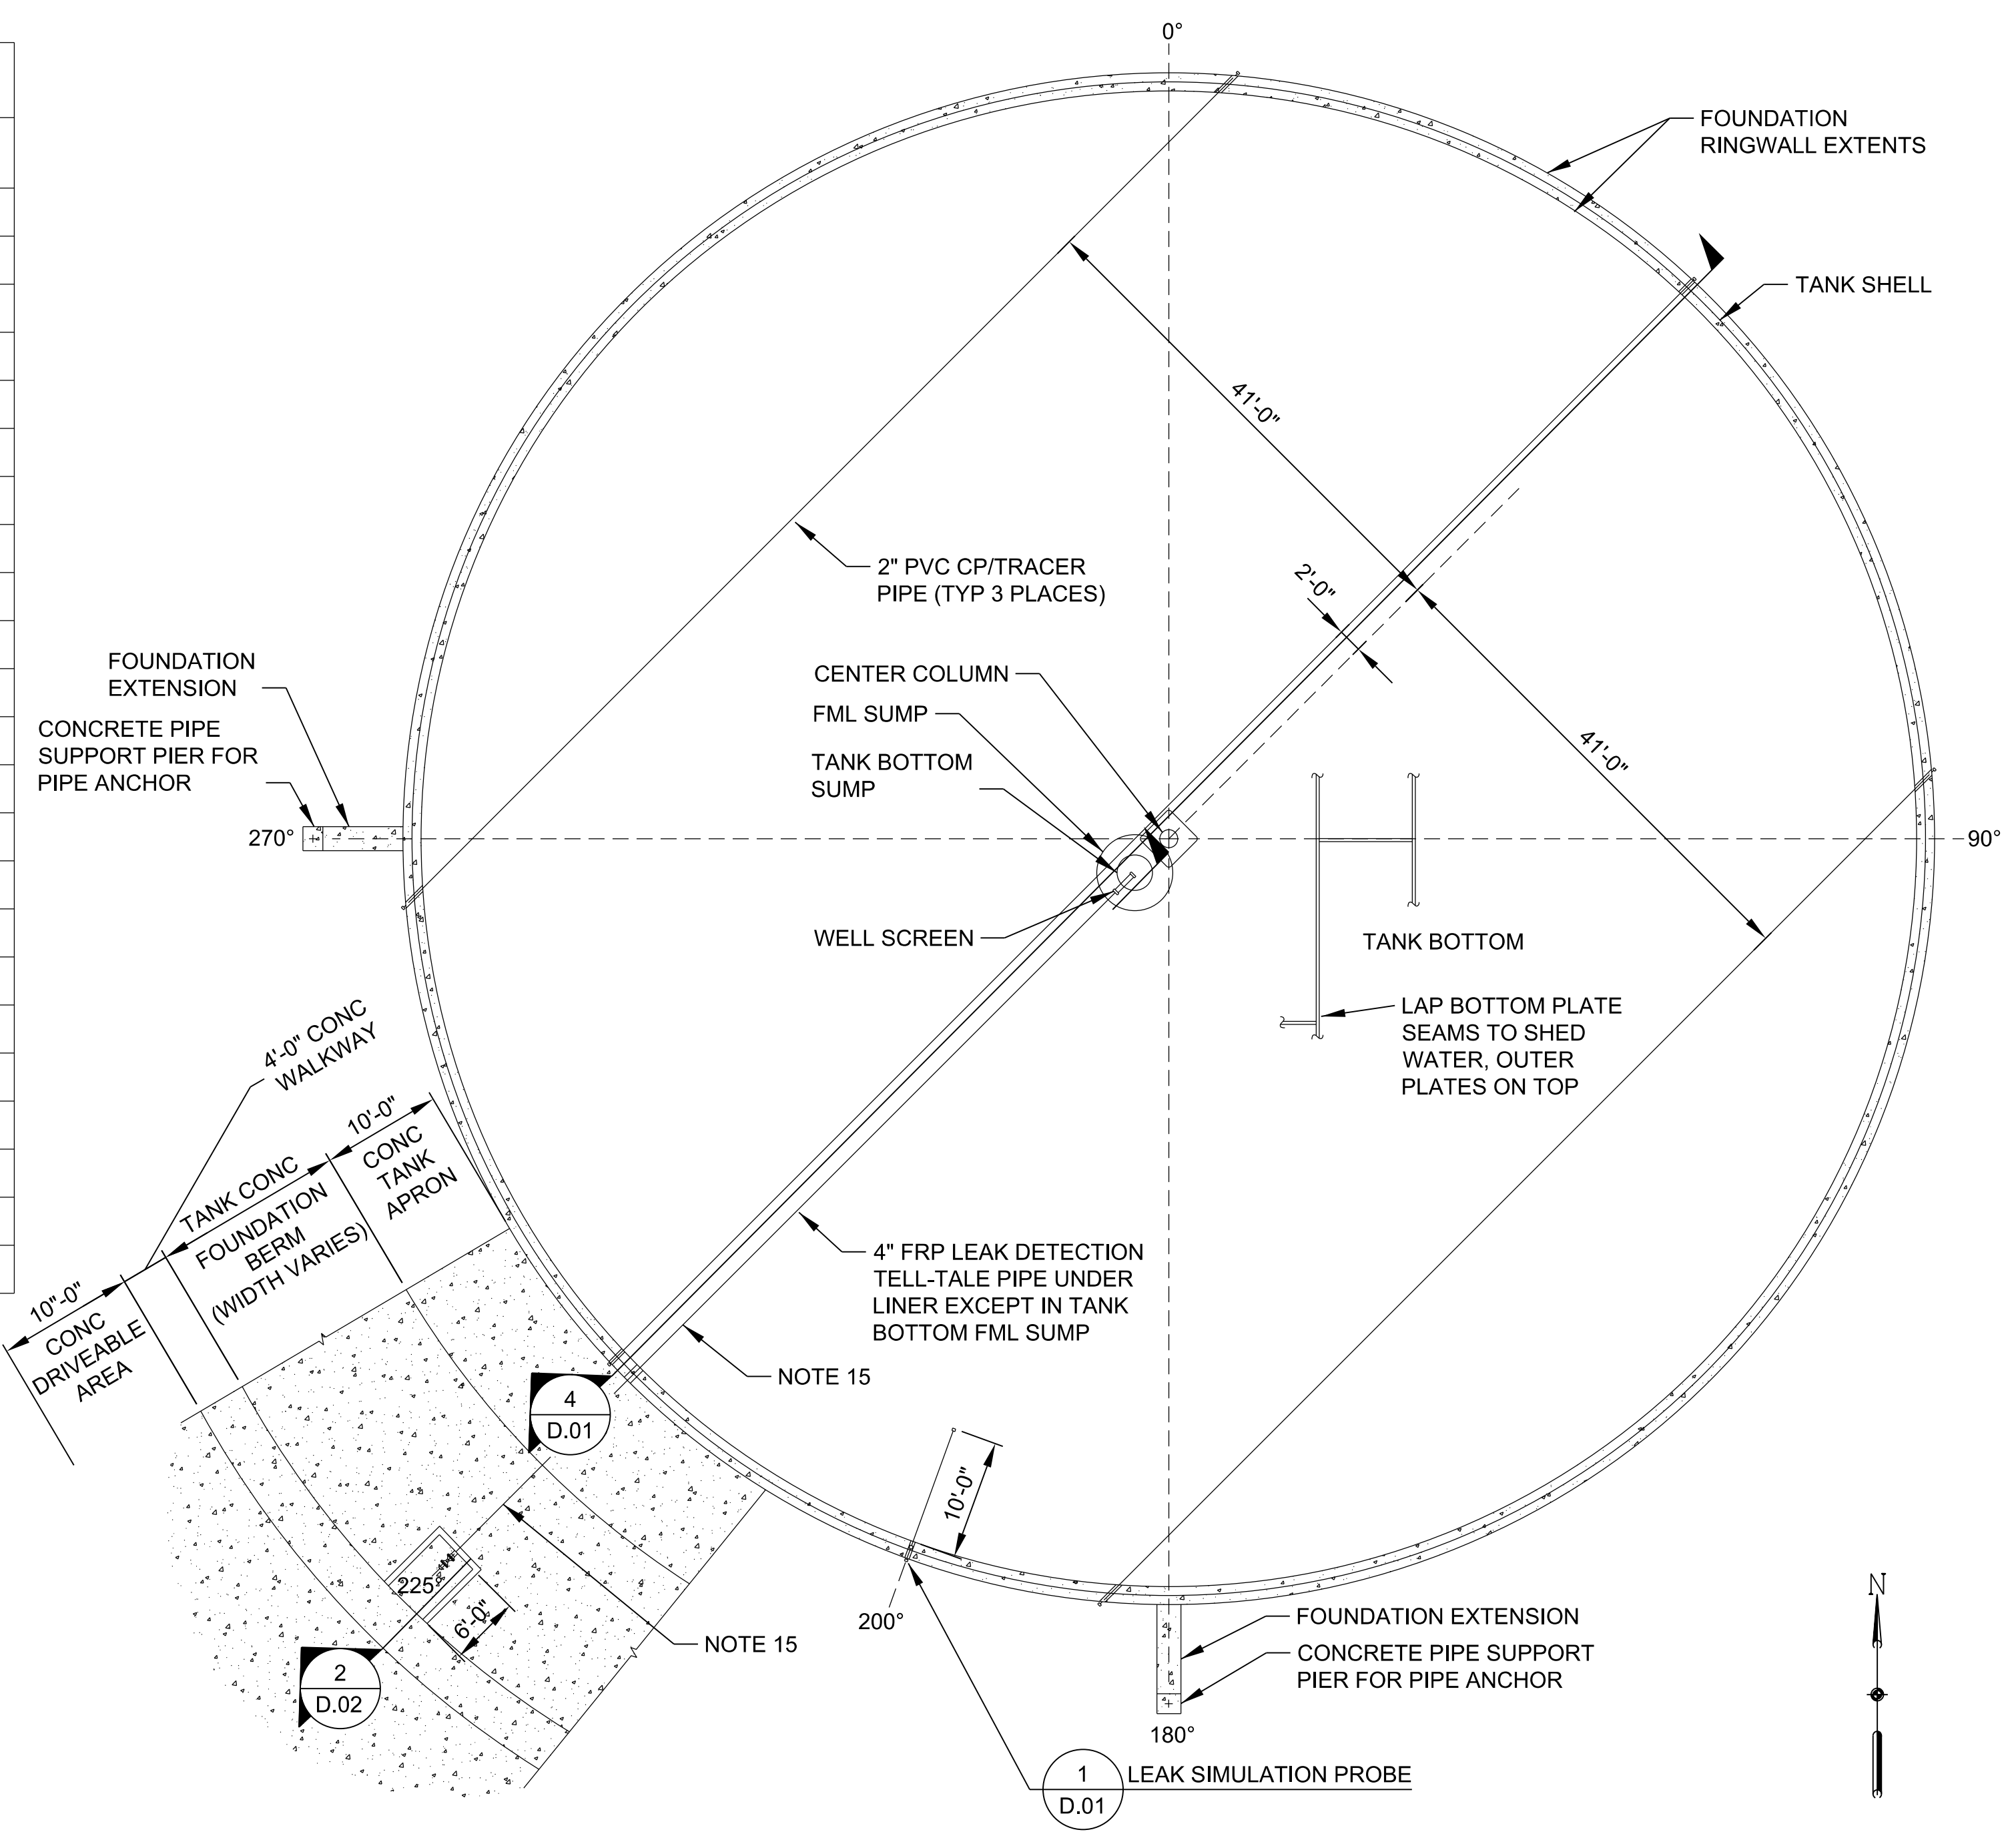 0°
FOUNDATION
RINGWALL EXTENTS
TANK SHELL
41'-0"
2'-0"
2" PVC CP/TRACER
PIPE (TYP 3 PLACES)
FOUNDATION
EXTENSION
CONCRETE PIPE
SUPPORT PIER FOR
PIPE ANCHOR
CENTER COLUMN
FML SUMP
TANK BOTTOM
SUMP
41'-0"
270°
90°
WELL SCREEN
TANK BOTTOM
LAP BOTTOM PLATE
SEAMS TO SHED
WATER, OUTER
PLATES ON TOP
4'-0" CONC
WALKWAY
10'-0"
CONC
TANK
APRON
TANK CONC
FOUNDATION
BERM
(WIDTH VARIES)
10"-0"
CONC
DRIVEABLE
AREA
4" FRP LEAK DETECTION
TELL-TALE PIPE UNDER
LINER EXCEPT IN TANK
BOTTOM FML SUMP
NOTE 15
4
D.01
10'-0"
225°
6'-0"
200°
NOTE 15
2
D.02
FOUNDATION EXTENSION
CONCRETE PIPE SUPPORT
PIER FOR PIPE ANCHOR
180°
1
D.01
LEAK SIMULATION PROBE
N